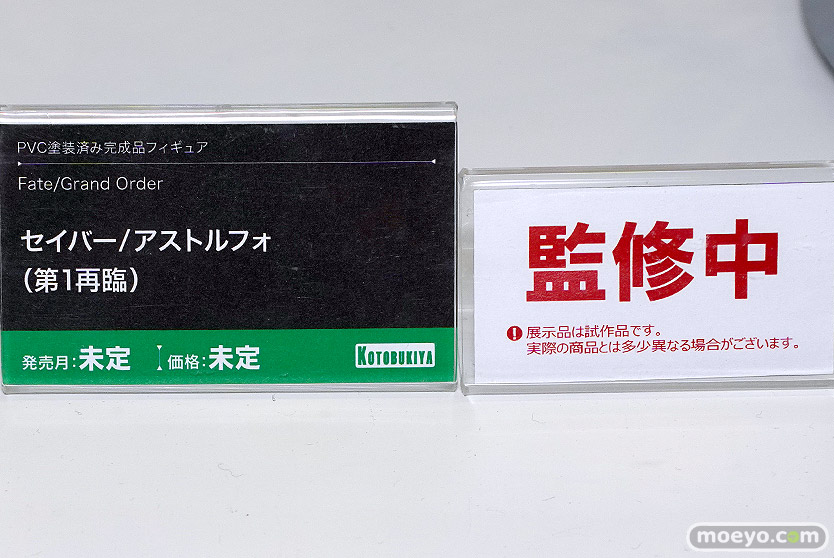 PVC塗装済み完成品フィギュア
Fate/Grand Order
セイバー/アストルフォ
(第1再臨)
発売月:未定 価格:未定
KOTOBUKIYA
監修中
展示品は試作品です。
実際の商品とは多少異なる場合がございます。
moeyo.com